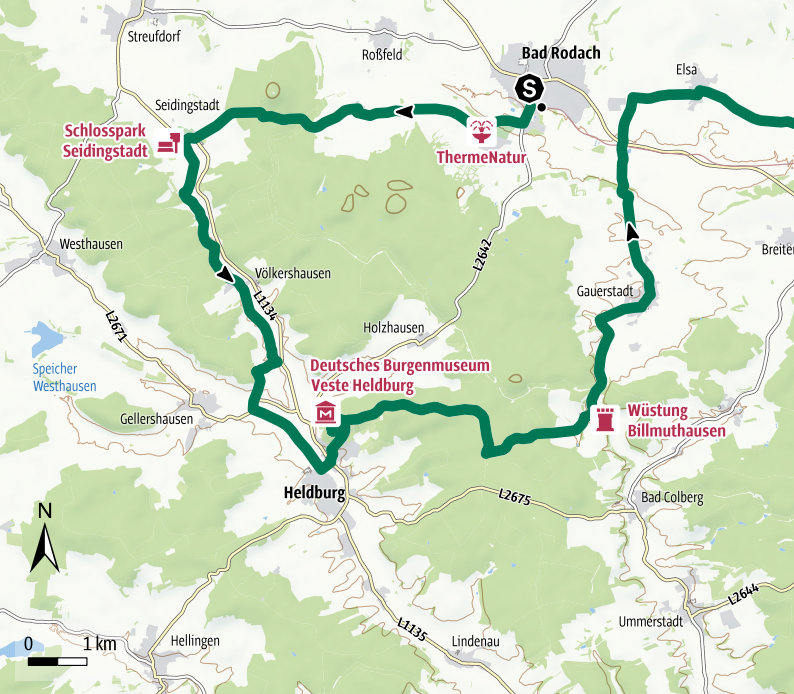 Streufdorf
Roßfeld
Bad Rodach
Elsa
S
Seidingstadt
Schlosspark
Seidingstadt
ThermeNatur
Westhausen
L2642
Breite
Völkershausen
Gauerstadt
L1134
L2671
Holzhausen
Speicher
Westhausen
Deutsches Burgenmuseum
Veste Heldburg
M
Gellershausen
Wüstung
Billmuthausen
Heldburg
L2675
Bad Colberg
N
L2644
Ummerstadt
L1135
0 1 km
Hellingen
Lindenau